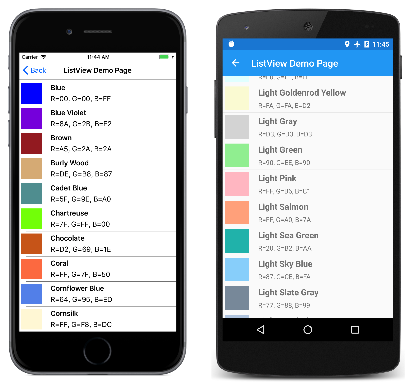 Carrier 11:44 AM
Back ListView Demo Page
Blue
R=00, G=00, B=FF
Blue Violet
R=8A, G=2B, B=E2
Brown
R=A5, G=2A, B=2A
Burly Wood
R=DE, G=B8, B=87
Cadet Blue
R=5F, G=9E, B=A0
Chartreuse
R=7F, G=FF, B=00
Chocolate
R=D2, G=69, B=1E
Coral
R=FF, G=7F, B=50
Cornflower Blue
R=64, G=95, B=ED
Cornsilk
R=FF, G=F8, B=DC
11:45
ListView Demo Page
Light Goldenrod Yellow
R=FA, G=FA, B=D2
Light Gray
R=D3, G=D3, B=D3
Light Green
R=90, G=EE, B=90
Light Pink
R=FF, G=B6, B=C1
Light Salmon
R=FF, G=A0, B=7A
Light Sea Green
R=20, G=B2, B=AA
Light Sky Blue
R=87, G=CE, B=FA
Light Slate Gray
R=77, G=88, B=99